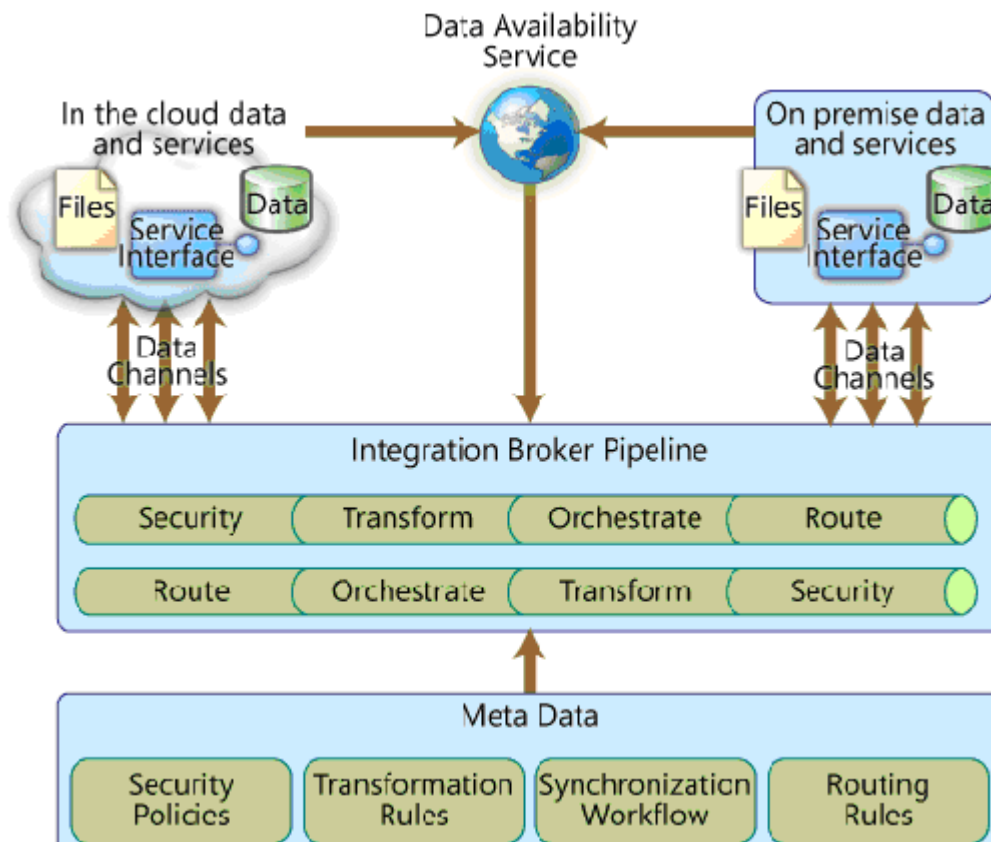 Data Availability
Service
In the cloud data
and services
Files
Data
Service
Interface
On premise data
and services
Files
Data
Service
Interface
Data
Channels
Data
Channels
Integration Broker Pipeline
Security Transform Orchestrate Route
Route Orchestrate Transform Security
Meta Data
Security
Policies
Transformation
Rules
Synchronization
Workflow
Routing
Rules